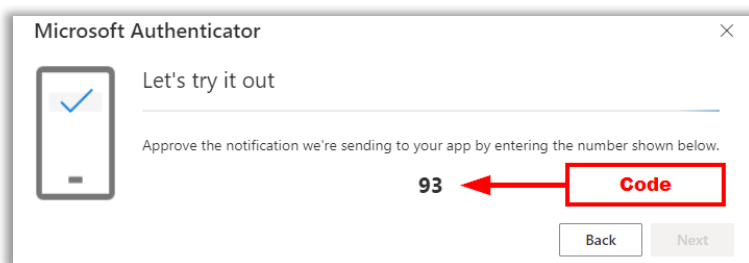 Microsoft Authenticator
Let's try it out
Approve the notification we're sending to your app by entering the number shown below.
93 Code
Back Next